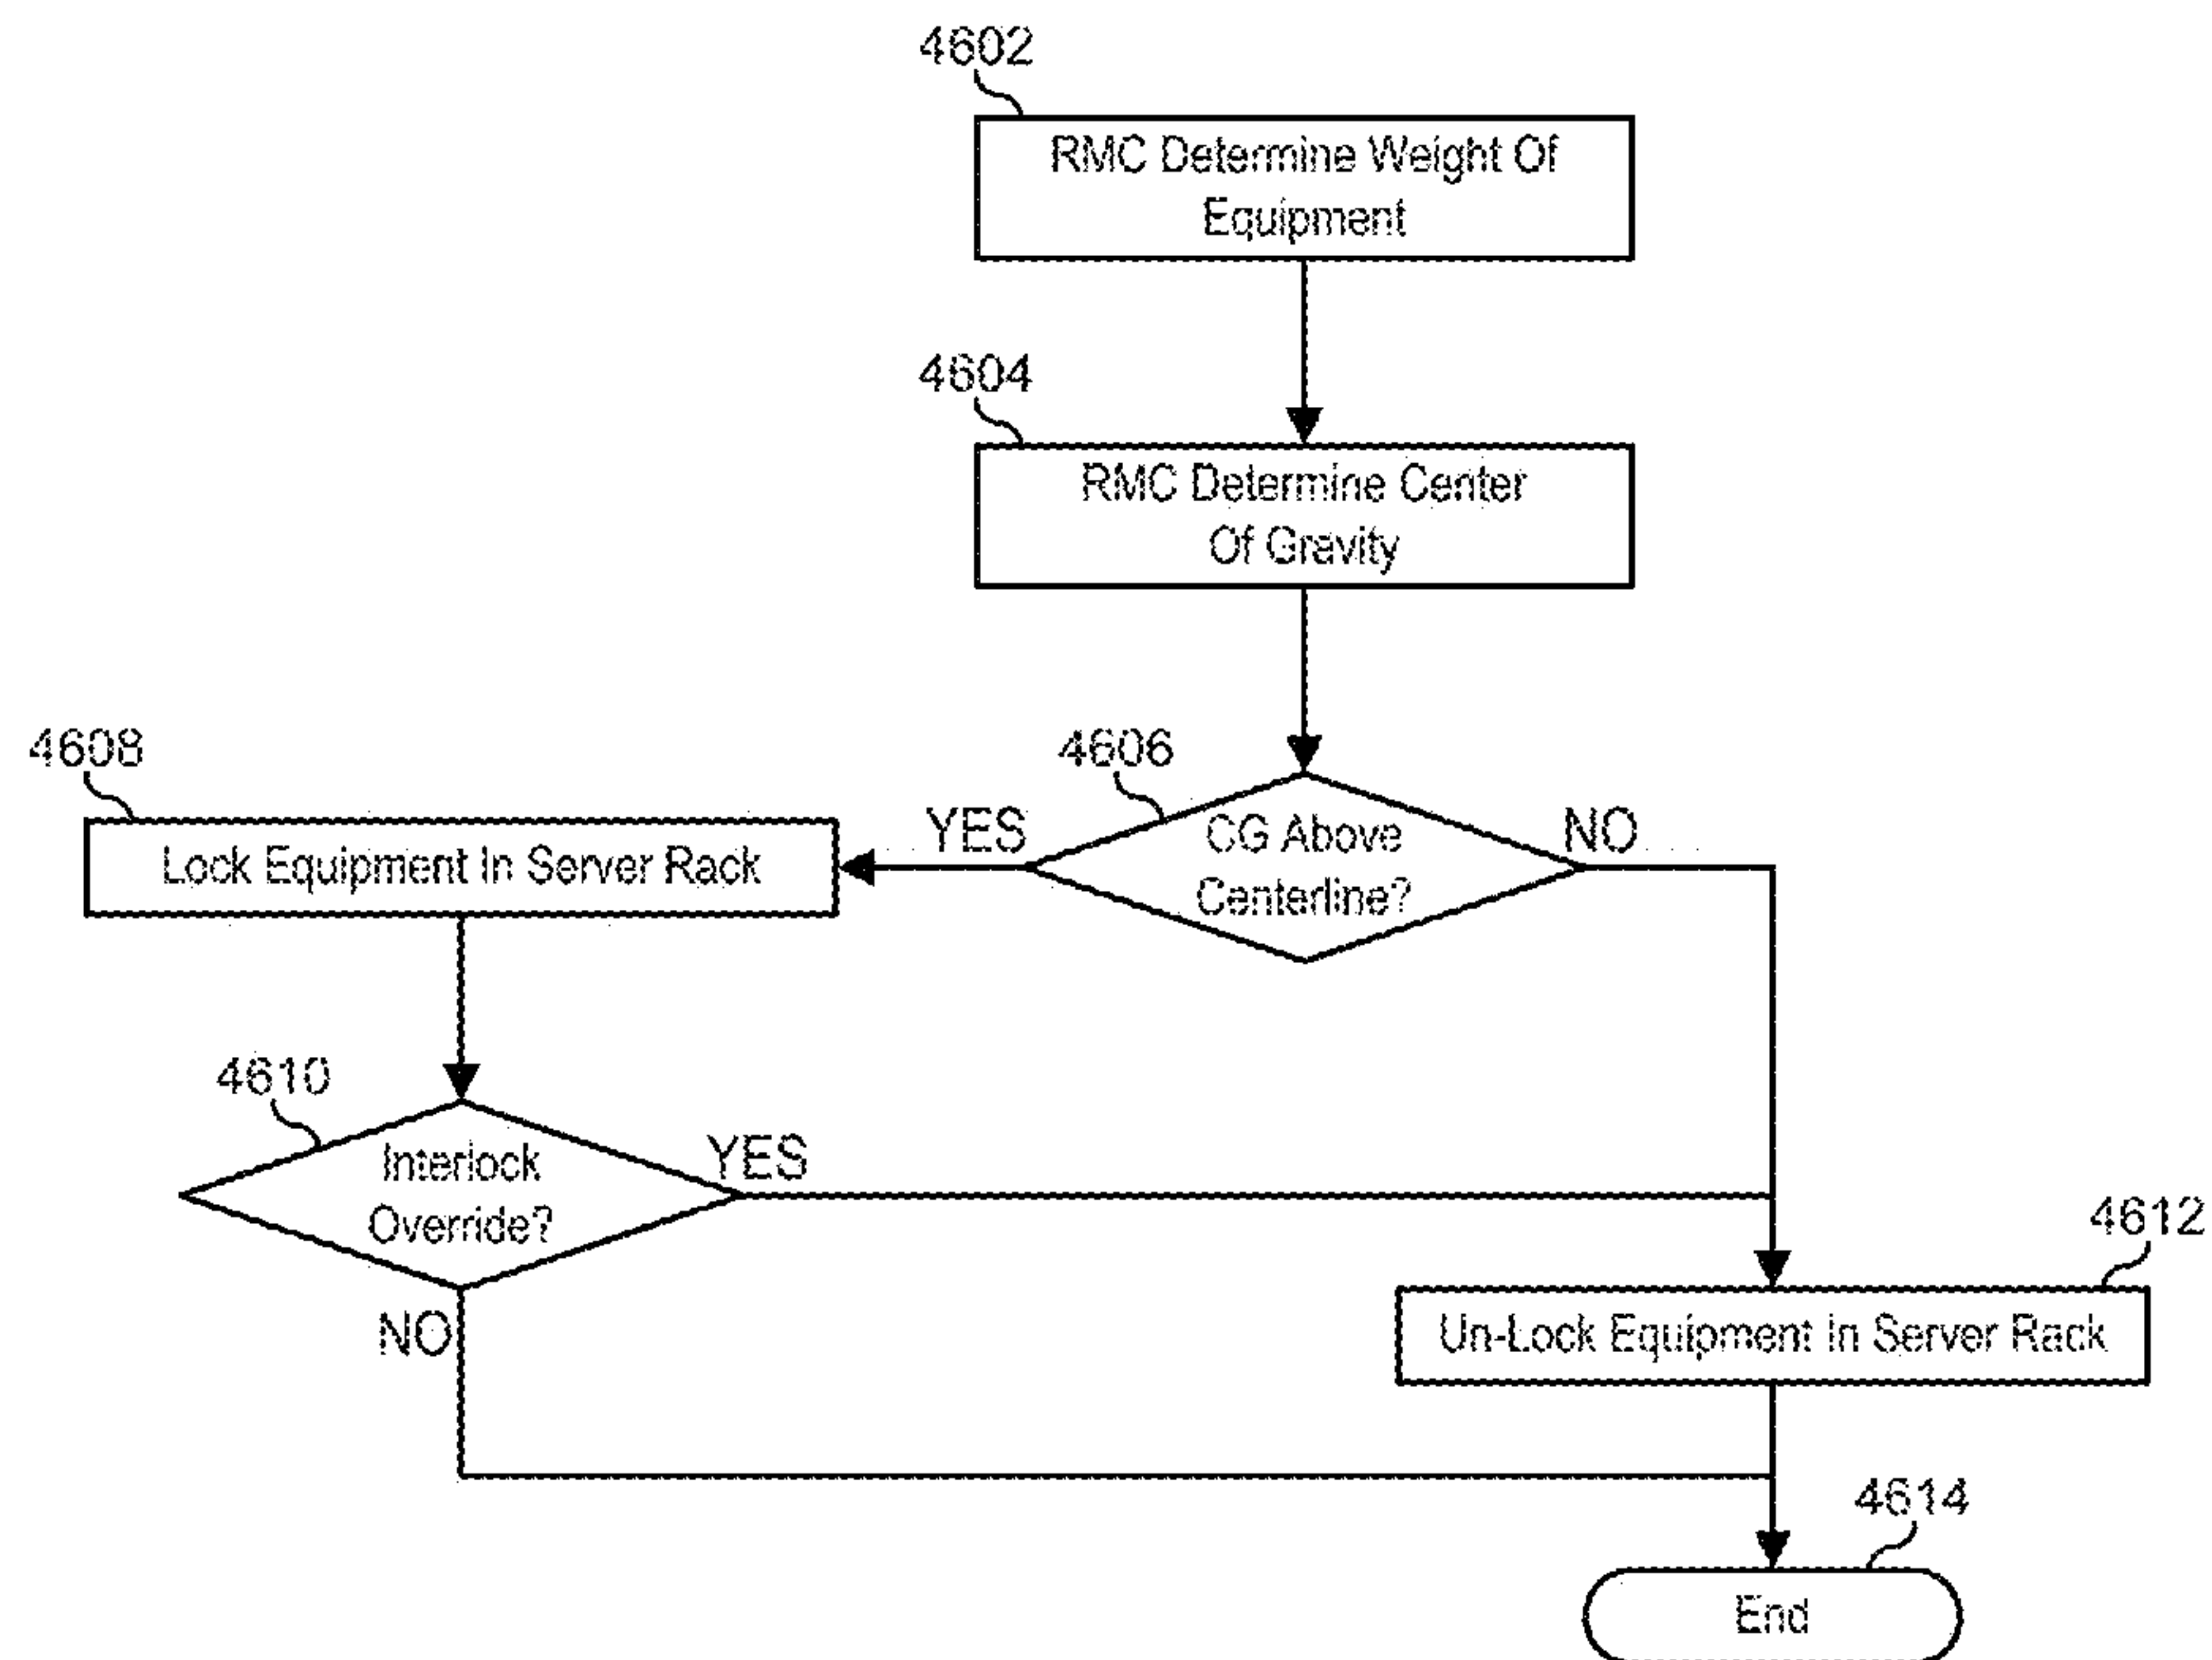 4602
RMC Determine Weight Of
Equipment
4604
RMC Determine Center
Of Gravity
4606
CG Above
Centerline?
YES
NO
4608
Lock Equipment In Server Rack
4610
Interlock
Override?
YES
NO
4612
Un-Lock Equipment In Server Rack
4614
End